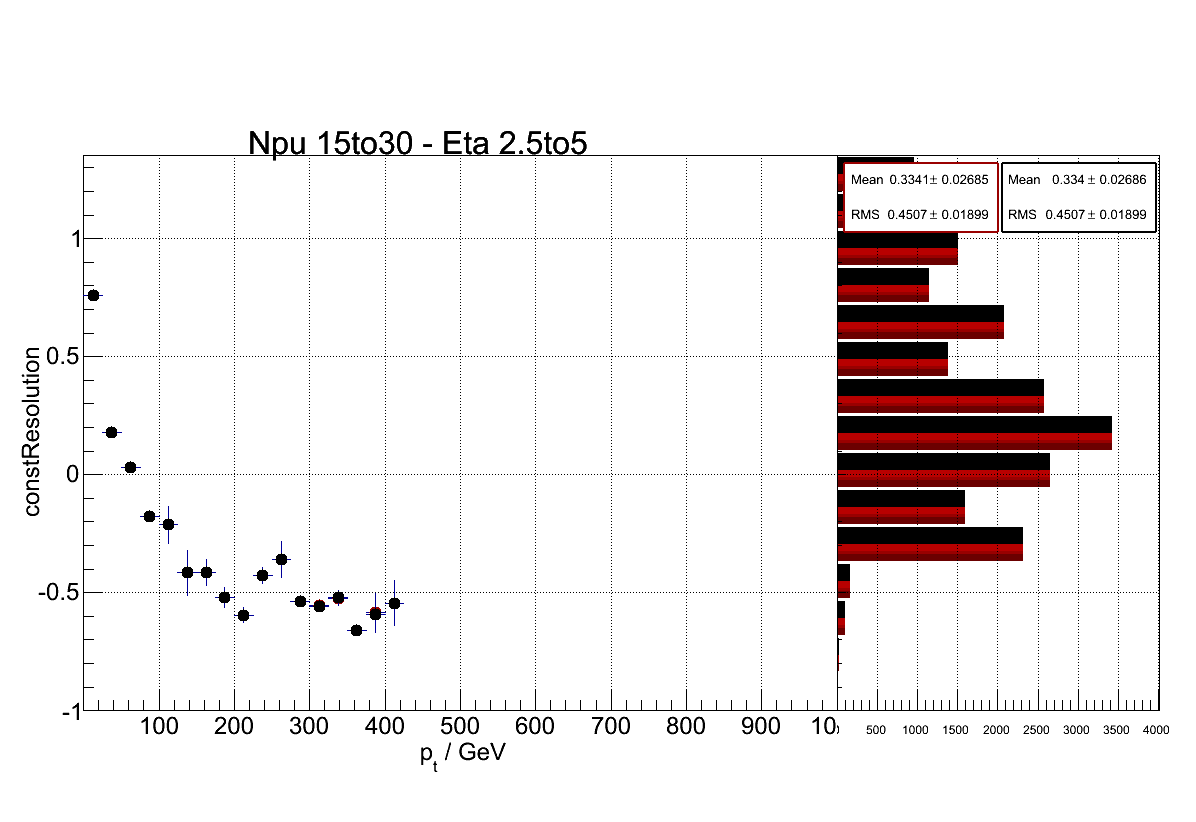 Npu 15to30 - Eta 2.5to5
Mean 0.3341± 0.02685
RMS 0.4507± 0.01899
Mean 0.334 ± 0.02686
RMS 0.4507± 0.01899
constResolution
1
0.5
0
-0.5
-1
100 200 300 400 500 600 700 800 900 10
500 1000 1500 2000 2500 3000 3500 4000
pt / GeV